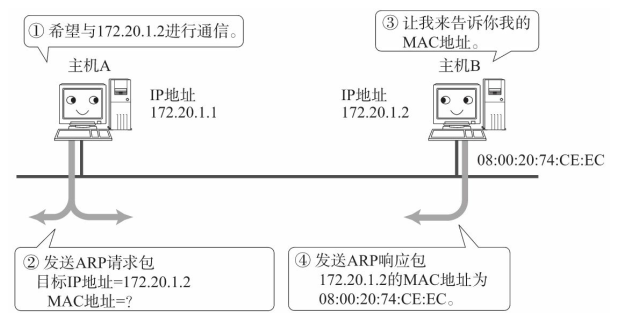 ① 希望与172.20.1.2进行通信。
③ 让我来告诉你我的
MAC地址。
主机A
主机B
IP地址
172.20.1.1
IP地址
172.20.1.2
08:00:20:74:CE:EC
② 发送ARP请求包
目标IP地址=172.20.1.2
MAC地址=?
④ 发送ARP响应包
172.20.1.2的MAC地址为
08:00:20:74:CE:EC。